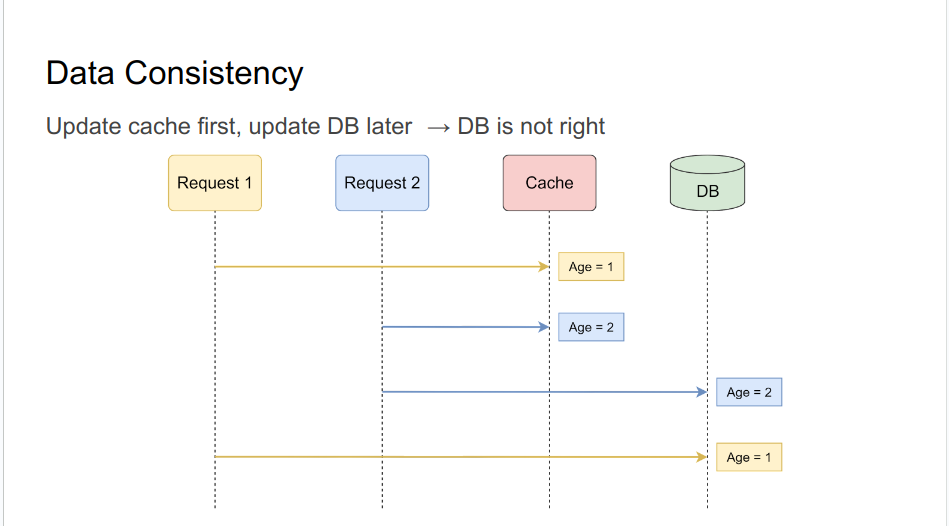 Data Consistency
Update cache first, update DB later → DB is not right
Request 1
Request 2
Cache
DB
Age = 1
Age = 2
Age = 2
Age = 1